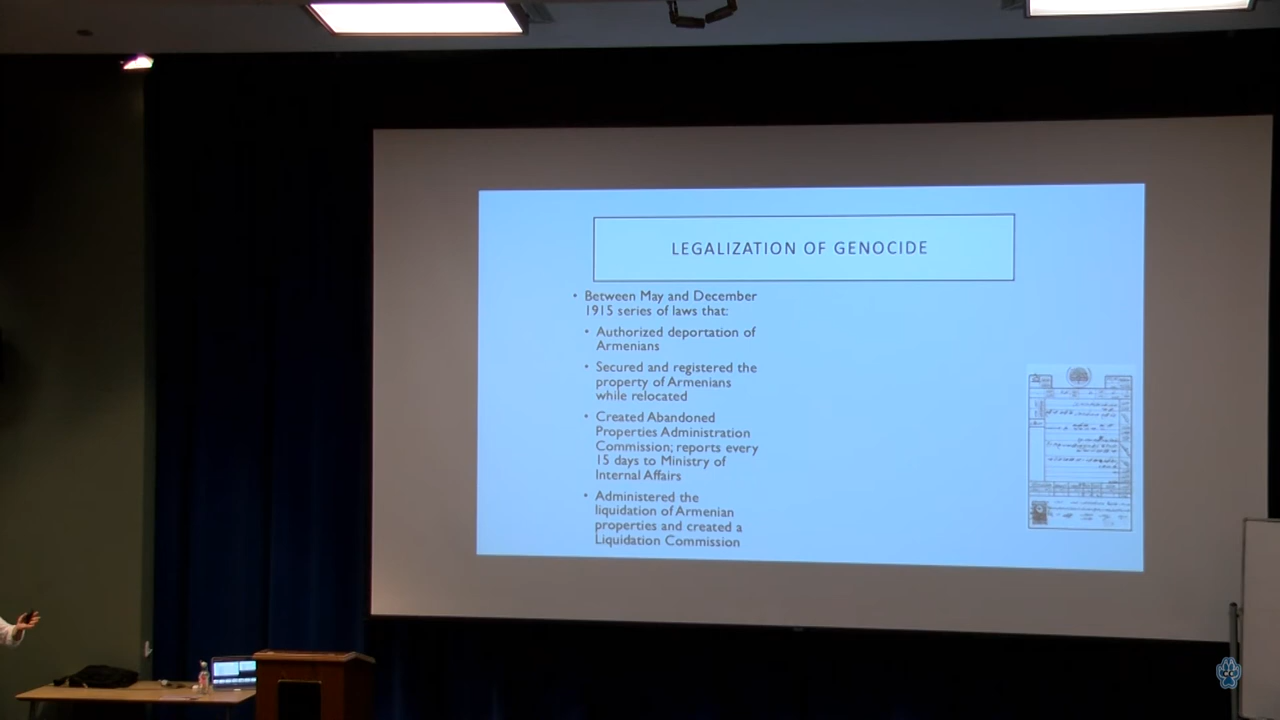 LEGALIZATION OF GENOCIDE
• Between May and December
1915 series of laws that:
• Authorized deportation of
Armenians
• Secured and registered the
property of Armenians
while relocated
• Created Abandoned
Properties Administration
Commission; reports every
15 days to Ministry of
Internal Affairs
• Administered the
liquidation of Armenian
properties and created a
Liquidation Commission